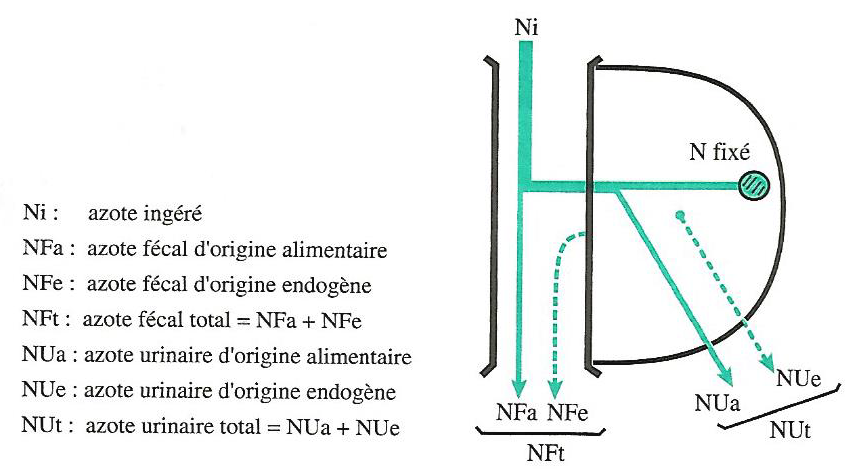 Ni
N fixé
Ni : azote ingéré
NFa : azote fécal d'origine alimentaire
NFe : azote fécal d'origine endogène
NFt : azote fécal total = NFa + NFe
NUa : azote urinaire d'origine alimentaire
NUe : azote urinaire d'origine endogène
NUt : azote urinaire total = NUa + NUe
NUe
NUa
NFa NFe
NUt
NFt